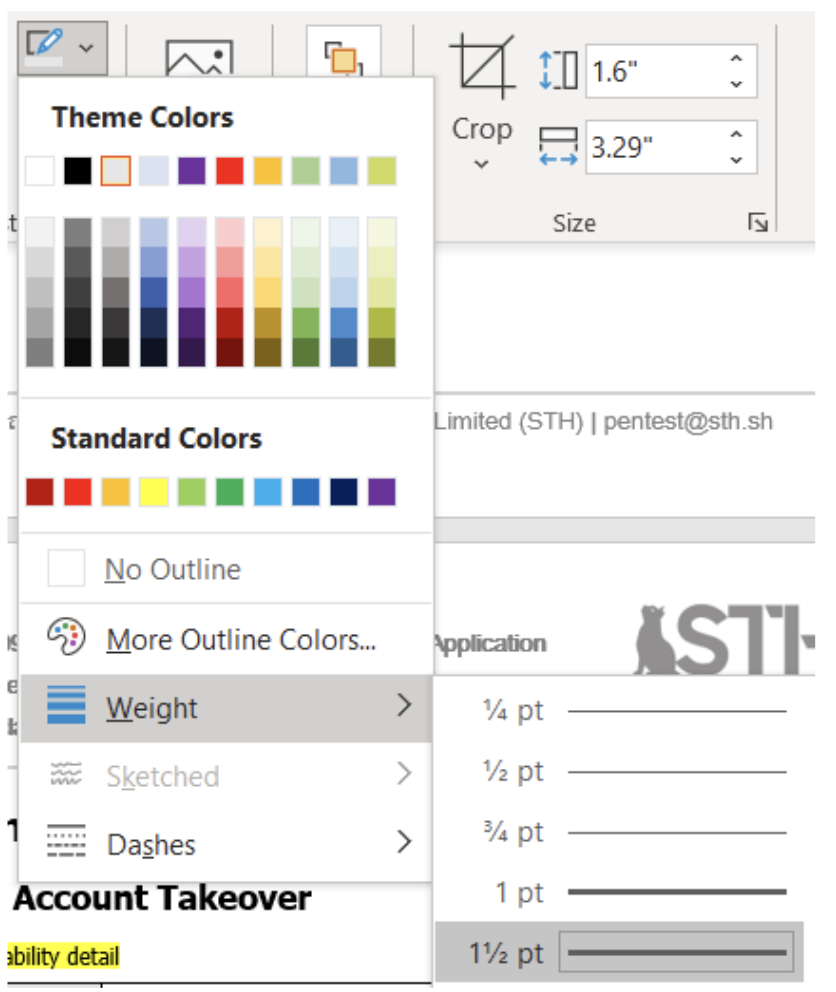 1.6"
Theme Colors
Crop
3.29"
Size
Limited (STH) | pentest@sth.sh
Standard Colors
No Outline
More Outline Colors...
Application
STH
Weight
¼ pt
½ pt
Sketched
¾ pt
Dashes
1 pt
Account Takeover
1½ pt
ability detail